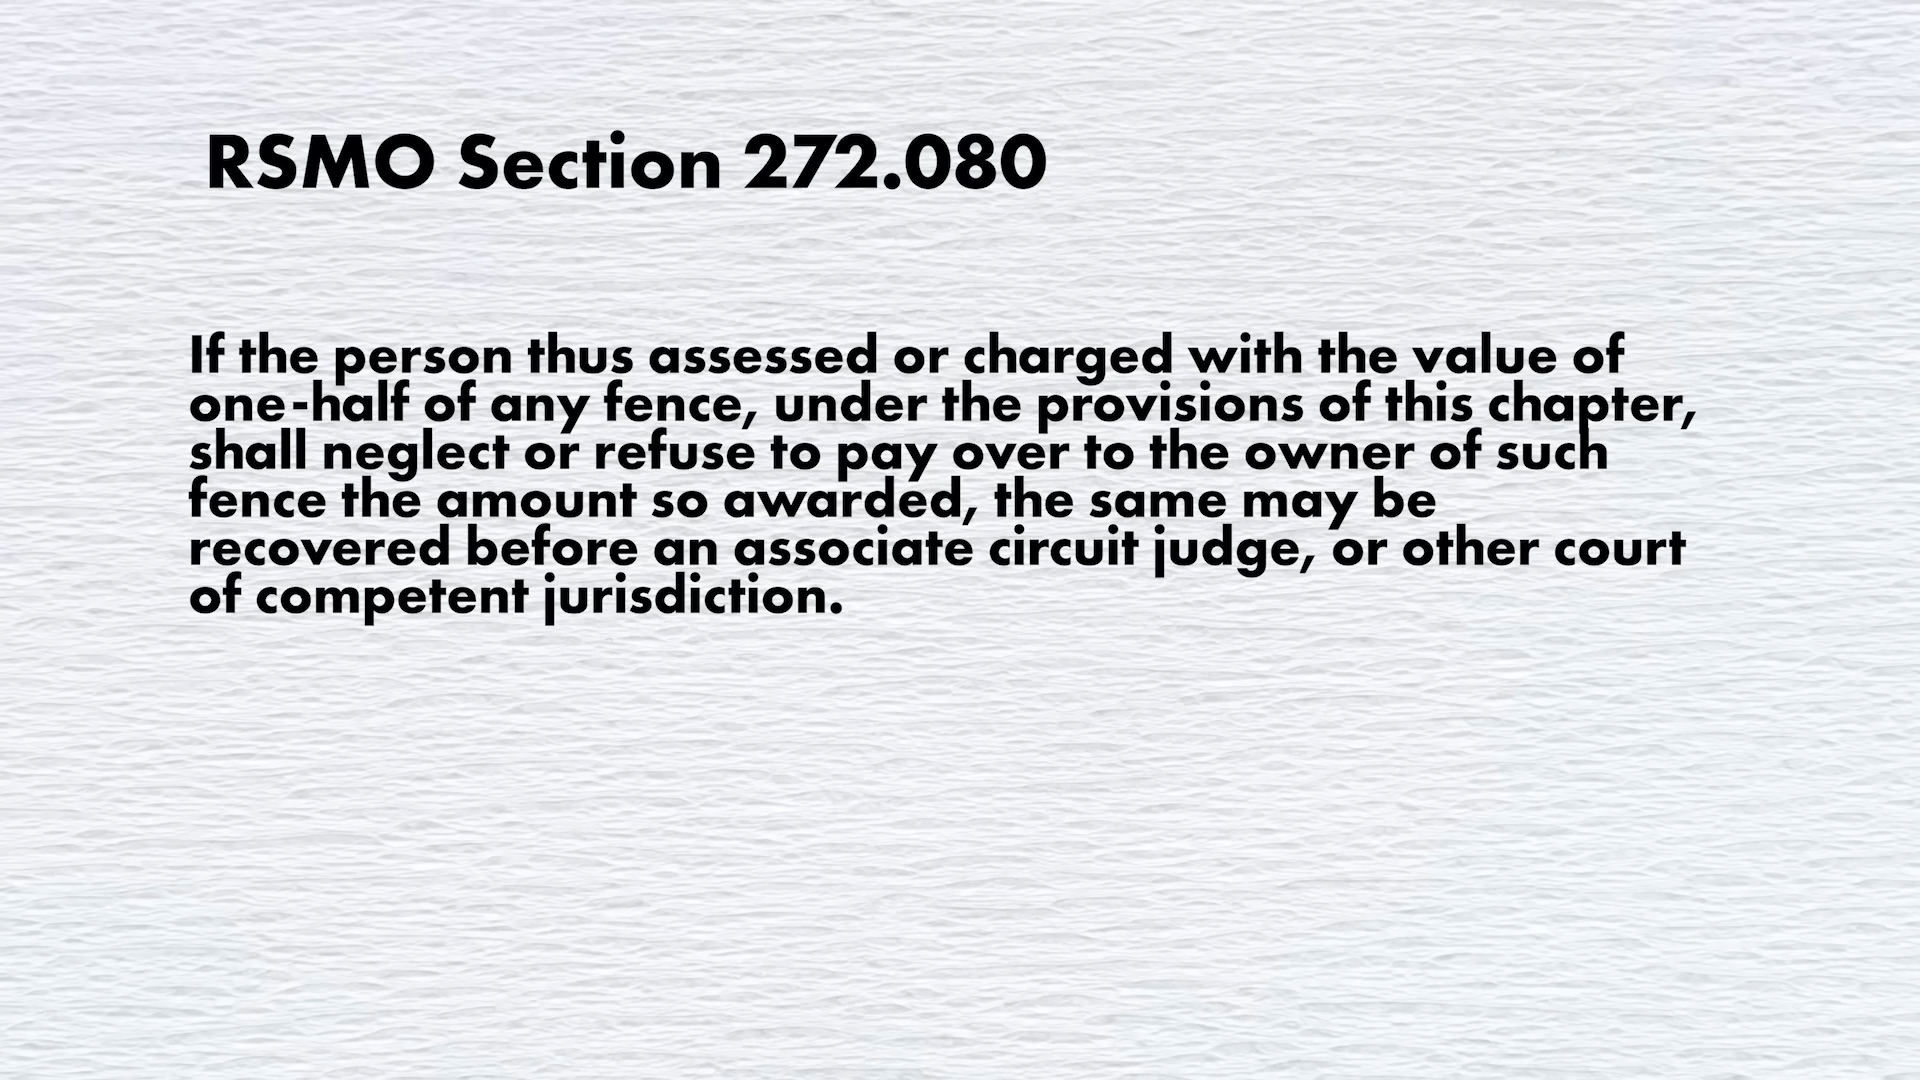 RSMO Section 272.080
If the person thus assessed or charged with the value of
one-half of any fence, under the provisions of this chapter,
shall neglect or refuse to pay over to the owner of such
fence the amount so awarded, the same may be
recovered before an associate circuit judge, or other court
of competent jurisdiction.